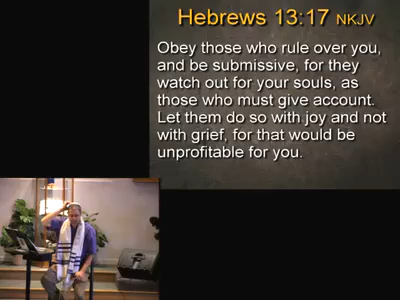 Hebrews 13:17 NKJV
Obey those who rule over you,
and be submissive, for they
watch out for your souls, as
those who must give account.
Let them do so with joy and not
with grief, for that would be
unprofitable for you.